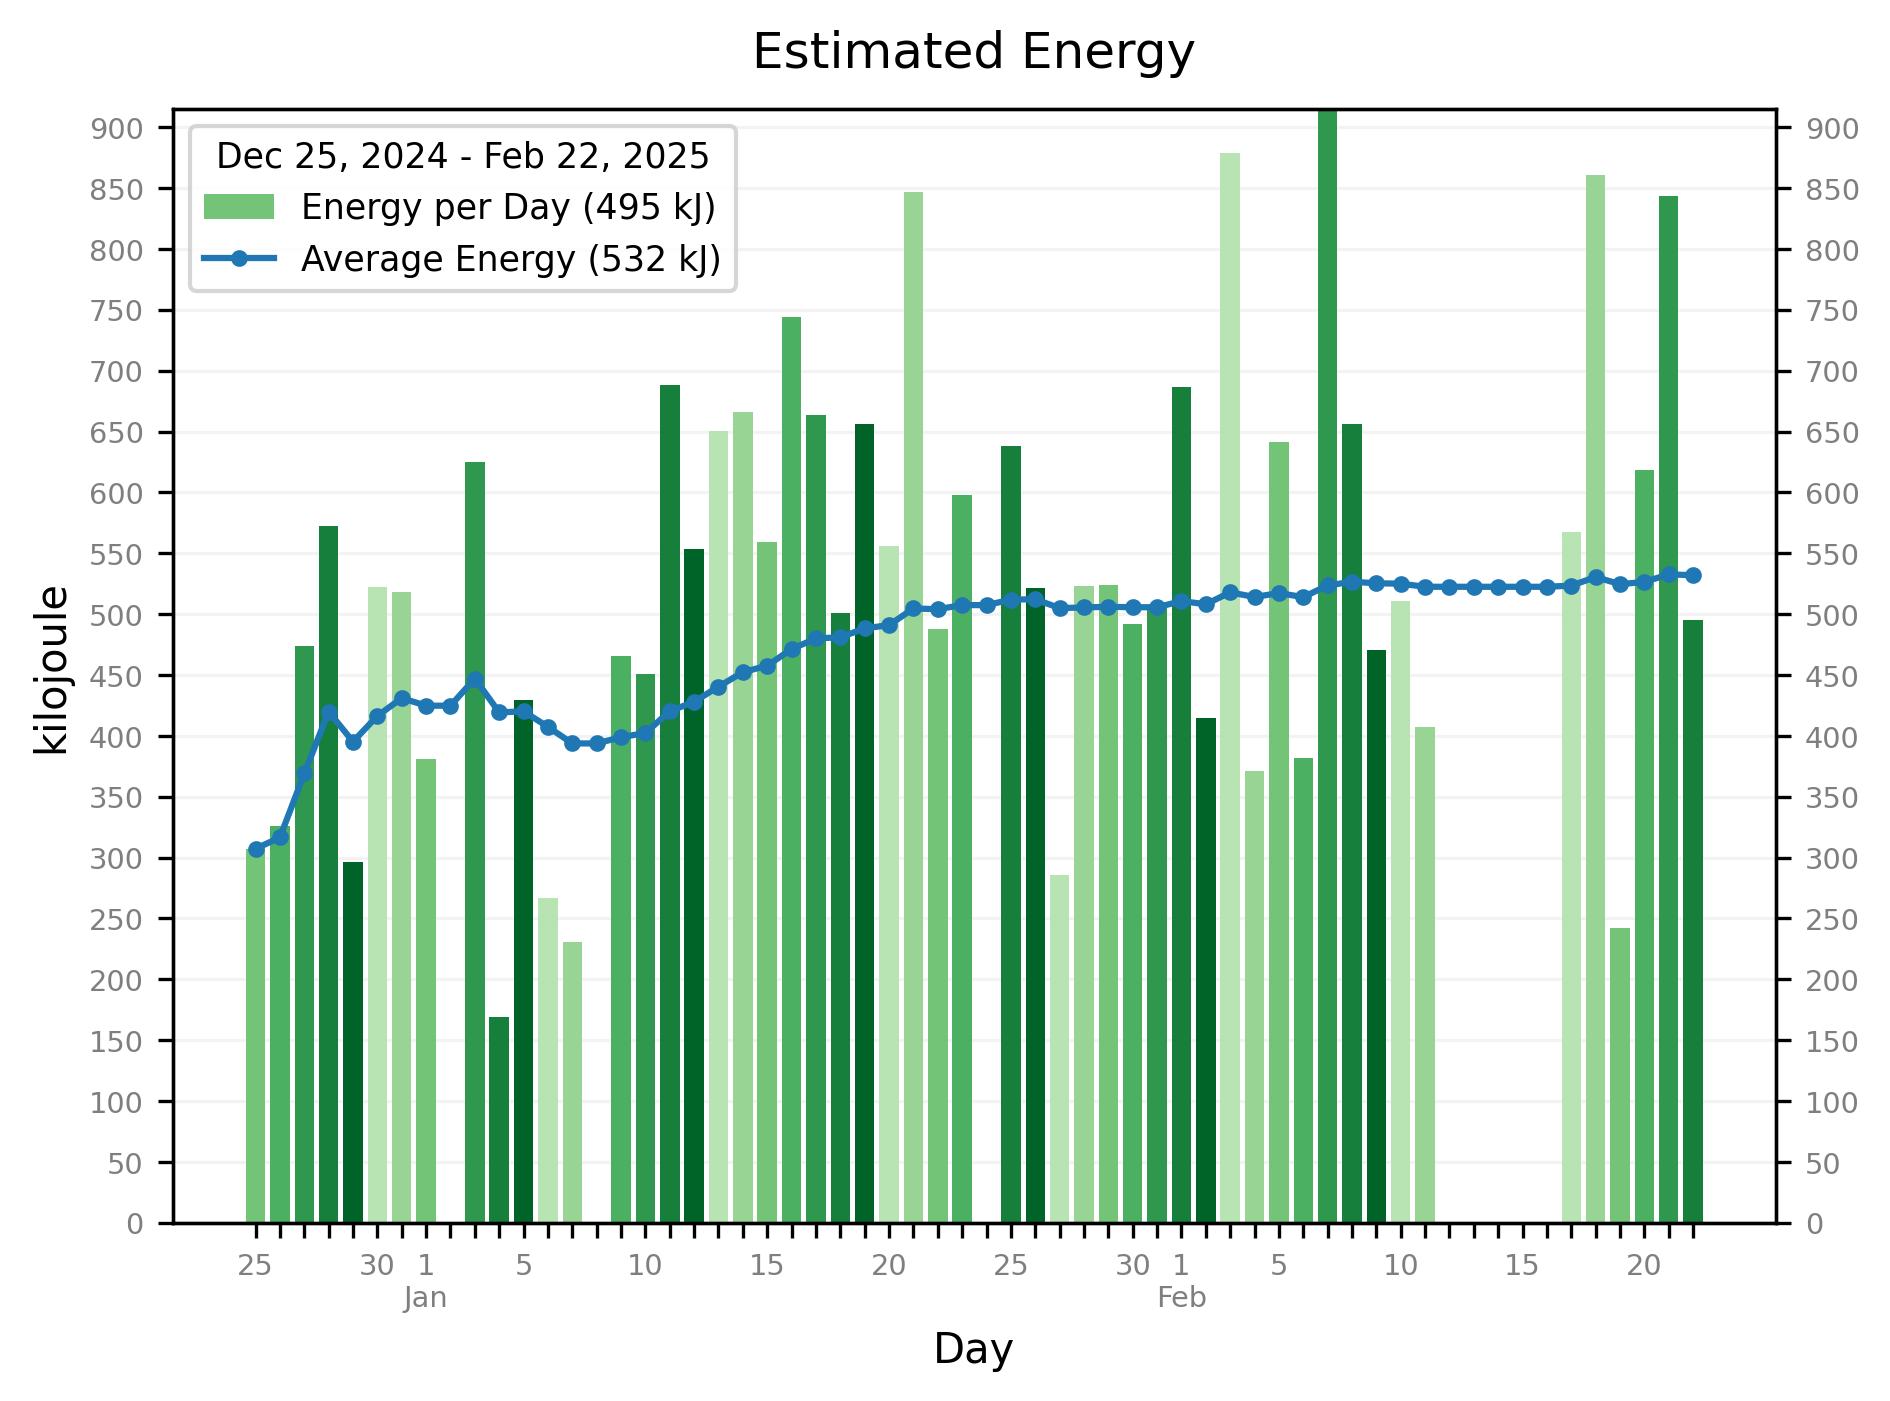 Estimated Energy
Dec 25, 2024 - Feb 22, 2025
Energy per Day (495 kJ)
Average Energy (532 kJ)
900 900
850 850
800 800
750 750
700 700
650 650
600 600
550 550
500 500
450 450
400 400
350 350
300 300
250 250
200 200
150 150
100 100
50 50
0 0
kilojoule
25 30 1 5 10 15 20 25 30 1 5 10 15 20
Jan Feb
Day